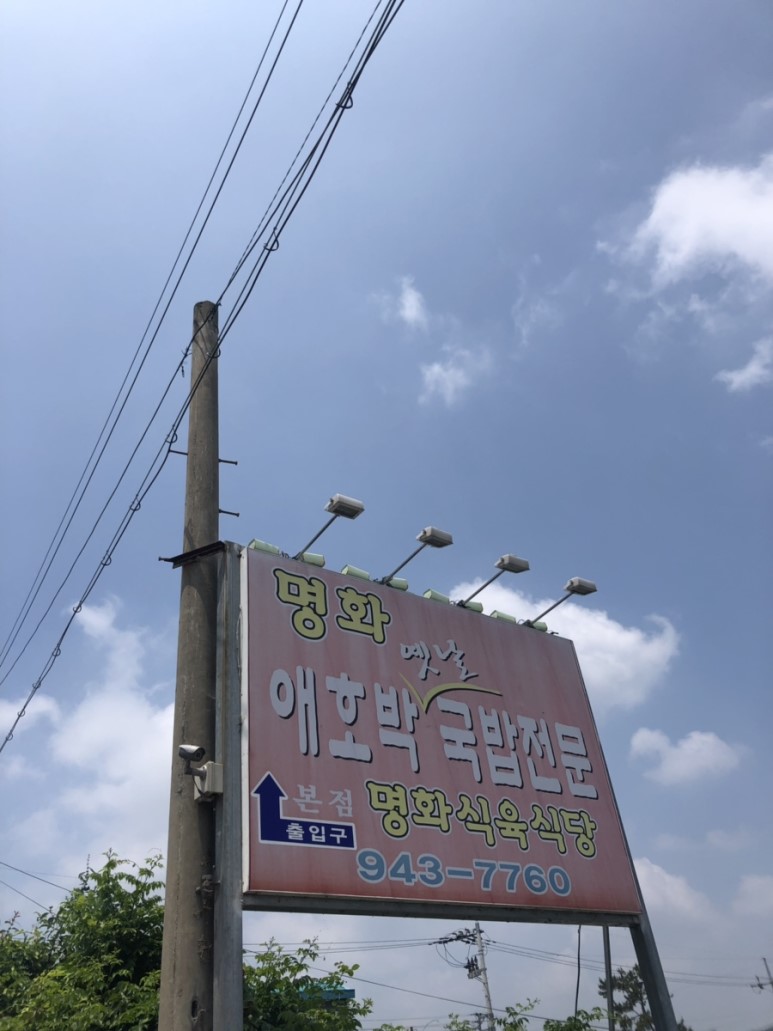 명화
옛날
애호박 국밥전문
본점 명화식육식당
출입구
943-7760